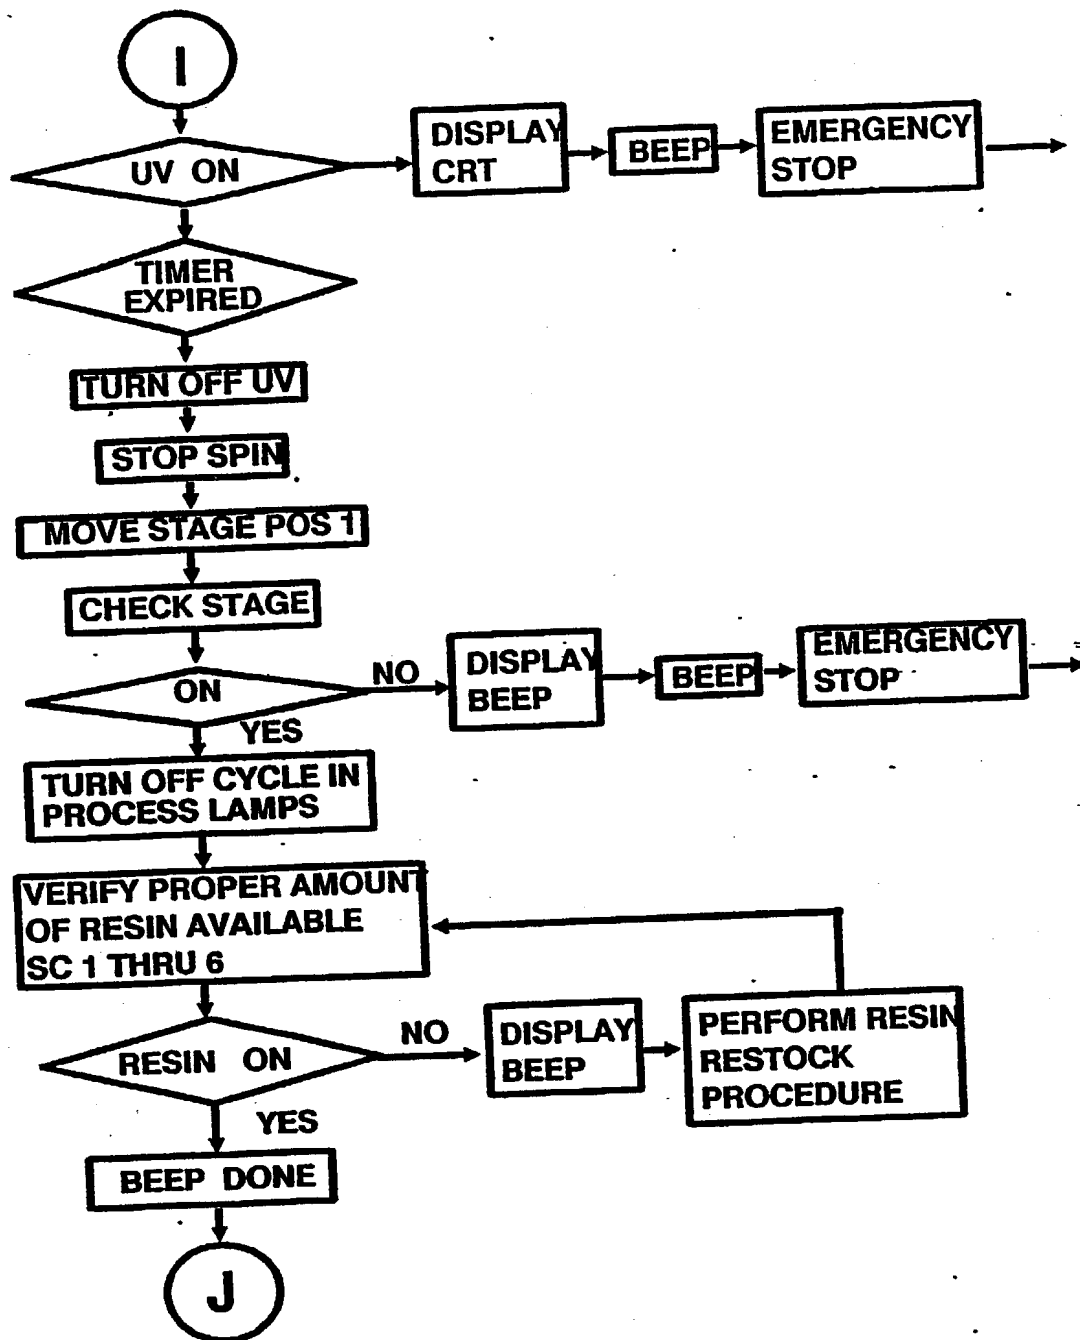 I
UV ON
DISPLAY
CRT
BEEP
EMERGENCY
STOP
TIMER
EXPIRED
TURN OFF UV
STOP SPIN
MOVE STAGE POS 1
CHECK STAGE
ON
NO
DISPLAY
BEEP
BEEP
EMERGENCY
STOP
YES
TURN OFF CYCLE IN
PROCESS LAMPS
VERIFY PROPER AMOUNT
OF RESIN AVAILABLE
SC 1 THRU 6
RESIN ON
NO
DISPLAY
BEEP
PERFORM RESIN
RESTOCK
PROCEDURE
YES
BEEP DONE
J